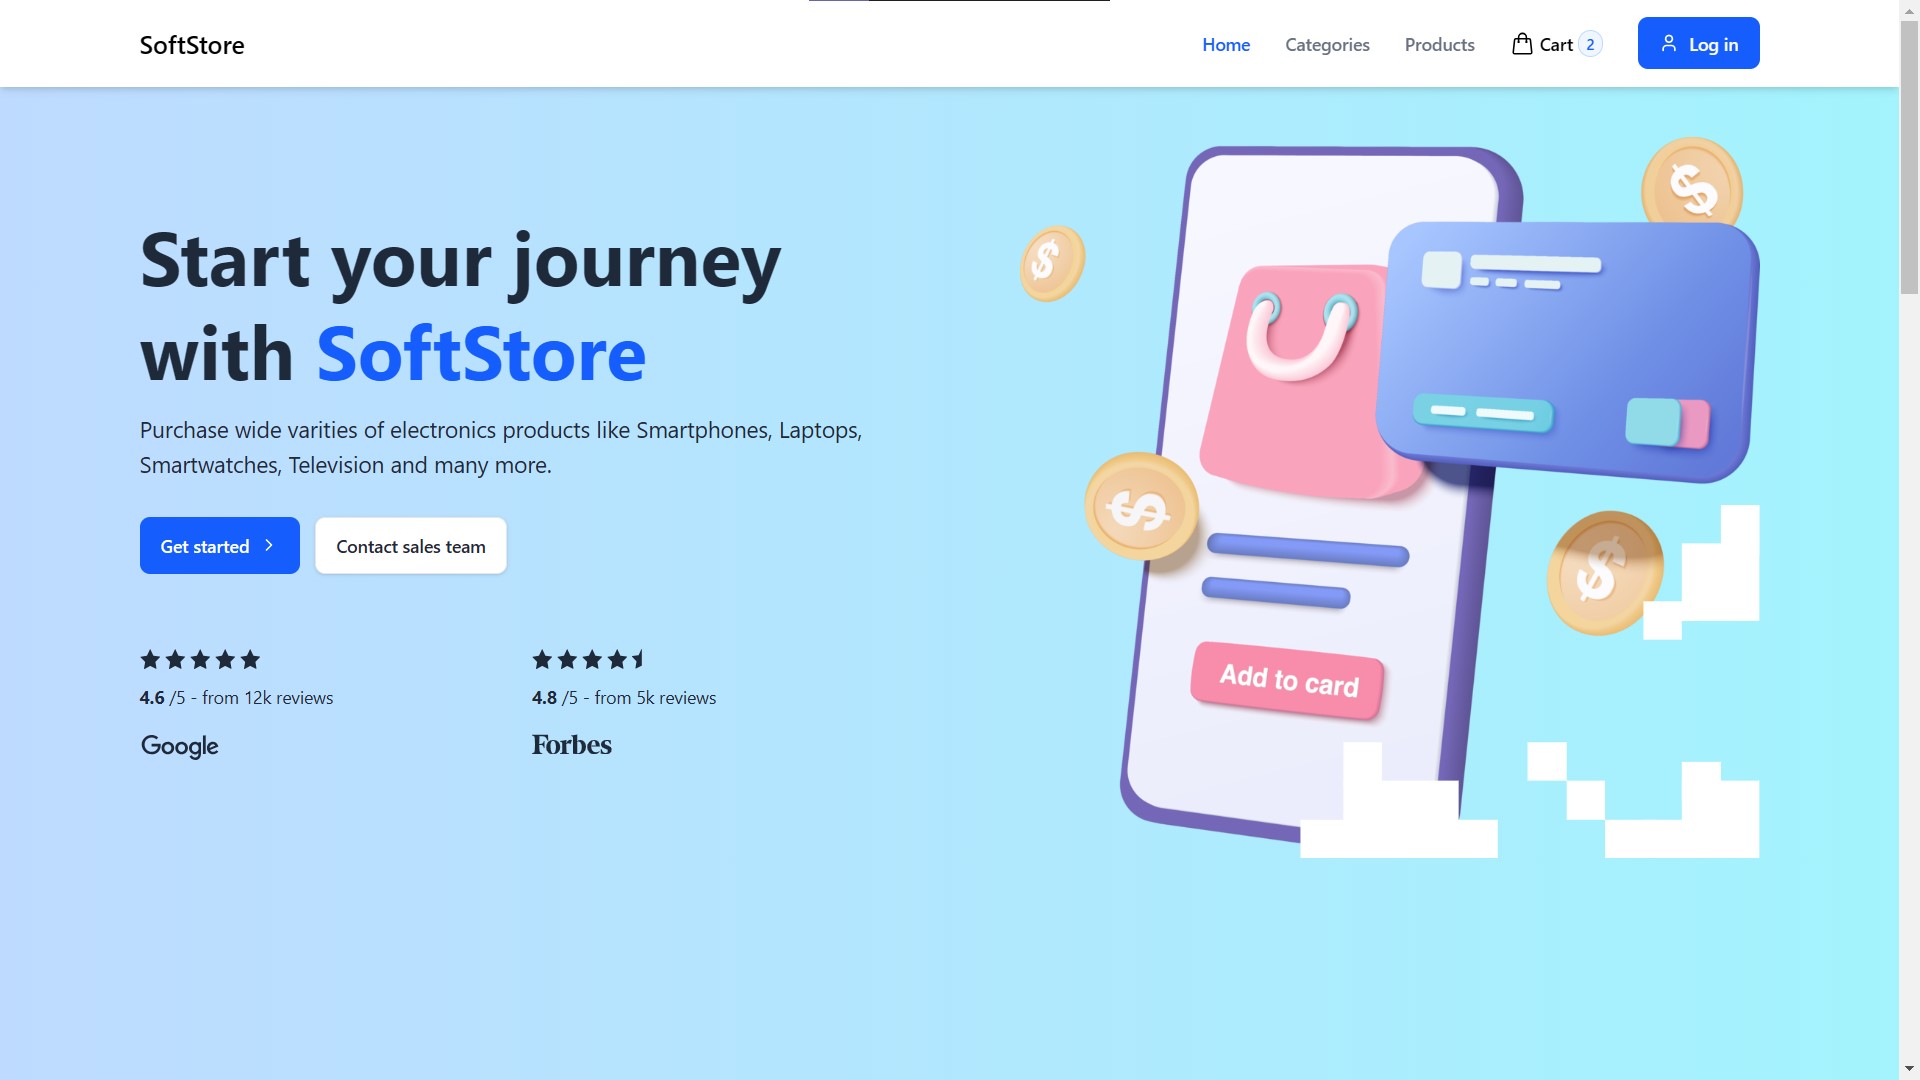 SoftStore
Home
Categories
Products
Cart 2
Log in
Start your journey
with SoftStore
Purchase wide varities of electronics products like Smartphones, Laptops,
Smartwatches, Television and many more.
Get started
Contact sales team
4.6 /5 - from 12k reviews
Google
4.8 /5 - from 5k reviews
Forbes
$
$
$
$
Add to card